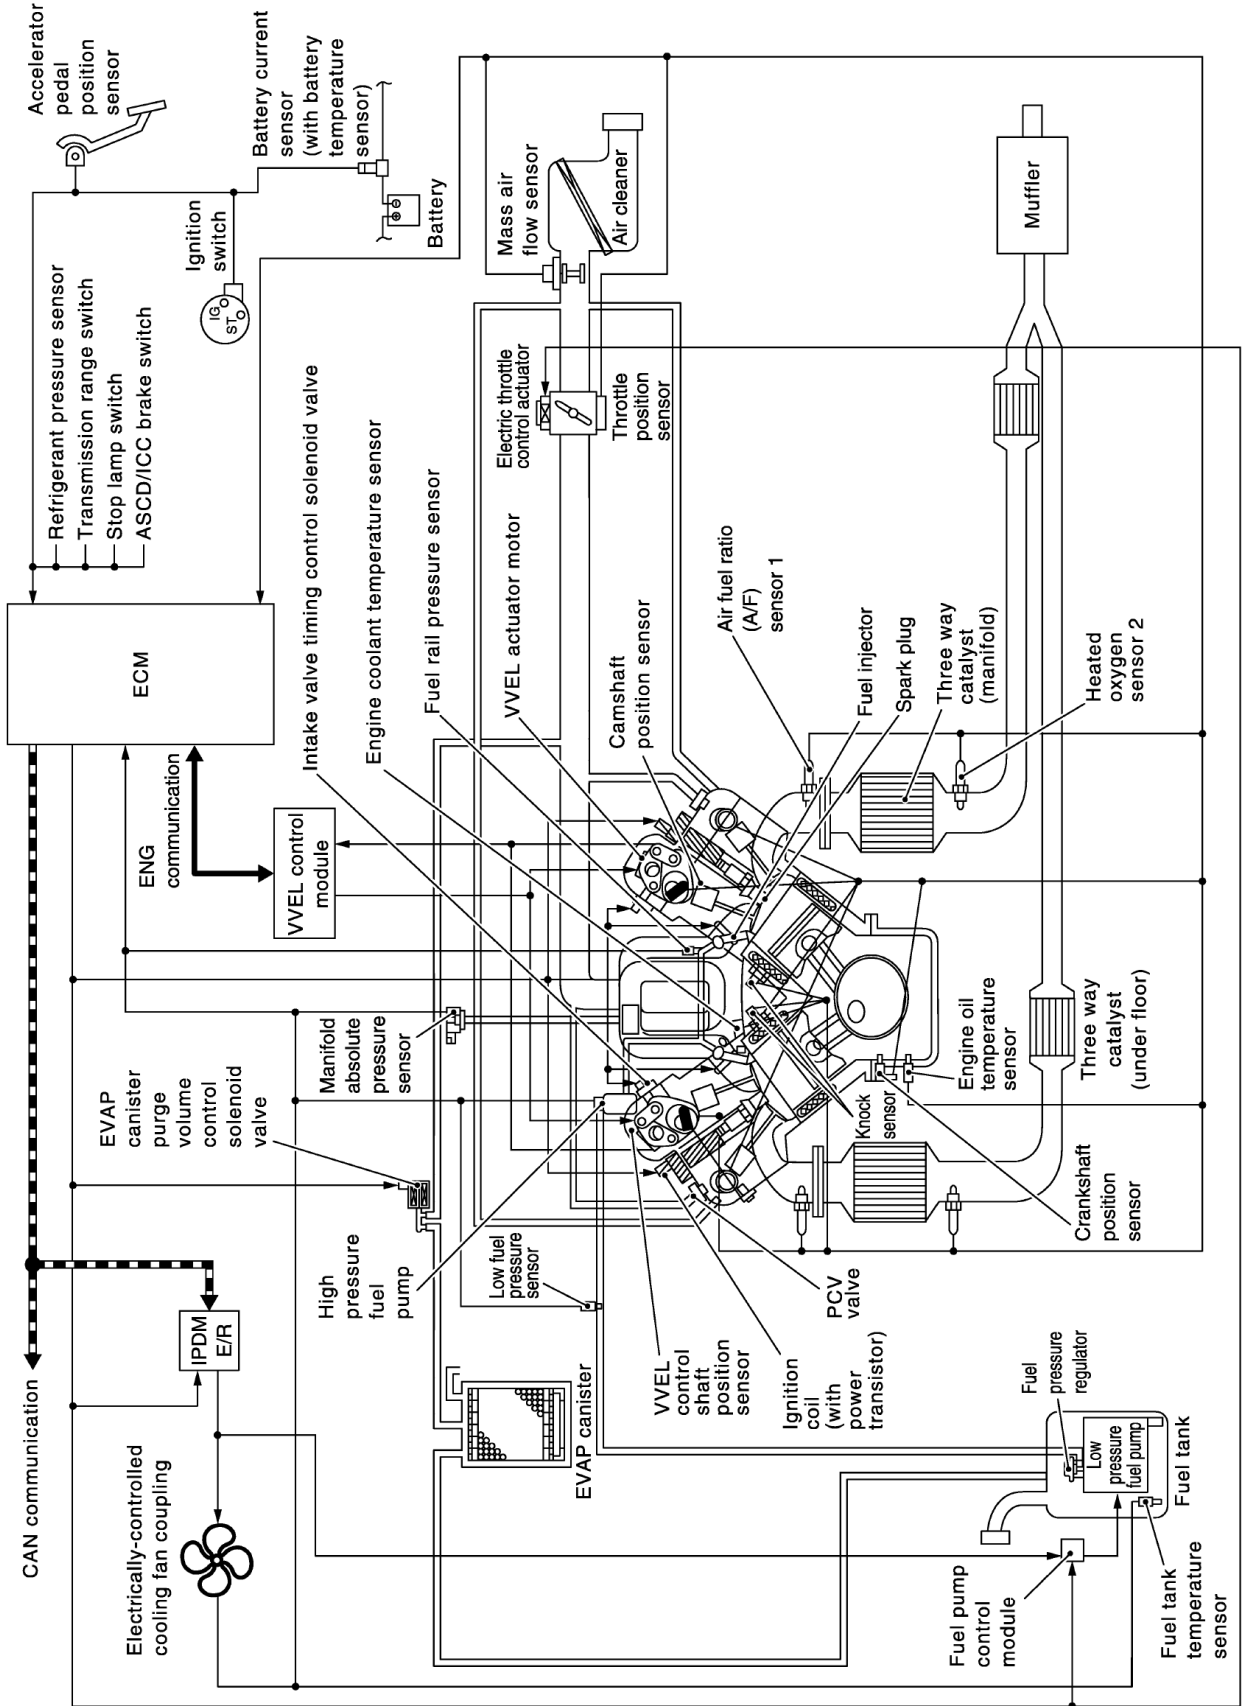 Accelerator
pedal
position
sensor
Battery current
sensor
(with battery
temperature
sensor)
Ignition
switch
IG
ST
Battery
Refrigerant pressure sensor
Transmission range switch
Stop lamp switch
ASCD/ICC brake switch
Mass air
flow sensor
Air cleaner
Muffler
Electric throttle
control actuator
Throttle
position
sensor
ECM
Intake valve timing control solenoid valve
Engine coolant temperature sensor
Fuel rail pressure sensor
VVEL actuator motor
Camshaft
position sensor
Air fuel ratio
(A/F)
sensor 1
Fuel injector
Spark plug
Three way
catalyst
(manifold)
Heated
oxygen
sensor 2
ENG
communication
VVEL control
module
Manifold
absolute
pressure
sensor
EVAP
canister
purge
volume
control
solenoid
valve
Knock
sensor
Engine oil
temperature
sensor
Three way
catalyst
(under floor)
Crankshaft
position
sensor
High
pressure
fuel
pump
Low fuel
pressure
sensor
PCV
valve
IPDM
E/R
VVEL
control
shaft
position
sensor
Ignition
coil (with
power
transistor)
EVAP canister
CAN communication
Electrically-controlled
cooling fan coupling
Fuel
pressure
regulator
Low
pressure
fuel pump
Fuel tank
Fuel pump
control
module
Fuel tank
temperature
sensor